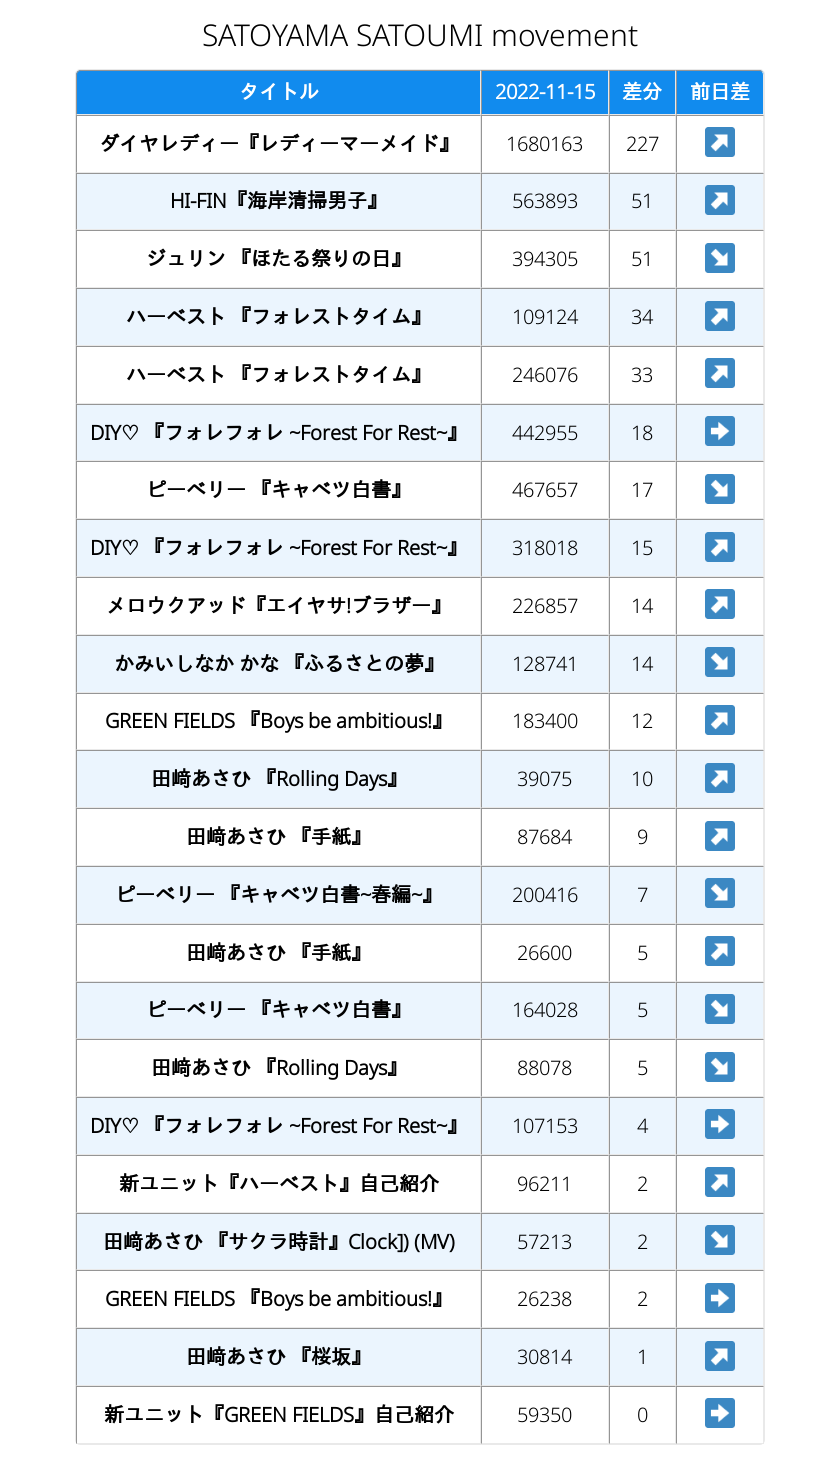 SATOYAMA SATOUMI movement
タイトル 2022-11-15 差分 前日差
ダイヤレディー『レディーマーメイド』 1680163 227 ↗
HI-FIN『海岸清掃男子』 563893 51 ↗
ジュリン 『ほたる祭りの日』 394305 51 ↘
ハーベスト 『フォレストタイム』 109124 34 ↗
ハーベスト 『フォレストタイム』 246076 33 ↗
DIY♡ 『フォレフォレ ~Forest For Rest~』 442955 18 ➡
ピーベリー 『キャベツ白書』 467657 17 ↘
DIY♡ 『フォレフォレ ~Forest For Rest~』 318018 15 ↗
メロウクアッド『エイヤサ!ブラザー』 226857 14 ↗
かみいしなか かな 『ふるさとの夢』 128741 14 ↘
GREEN FIELDS 『Boys be ambitious!』 183400 12 ↗
田﨑あさひ 『Rolling Days』 39075 10 ↗
田﨑あさひ 『手紙』 87684 9 ↗
ピーベリー 『キャベツ白書~春編~』 200416 7 ↘
田﨑あさひ 『手紙』 26600 5 ↗
ピーベリー 『キャベツ白書』 164028 5 ↘
田﨑あさひ 『Rolling Days』 88078 5 ↘
DIY♡ 『フォレフォレ ~Forest For Rest~』 107153 4 ➡
新ユニット『ハーベスト』自己紹介 96211 2 ↗
田﨑あさひ 『サクラ時計』Clock]) (MV) 57213 2 ↘
GREEN FIELDS 『Boys be ambitious!』 26238 2 ➡
田﨑あさひ 『桜坂』 30814 1 ↗
新ユニット『GREEN FIELDS』自己紹介 59350 0 ➡